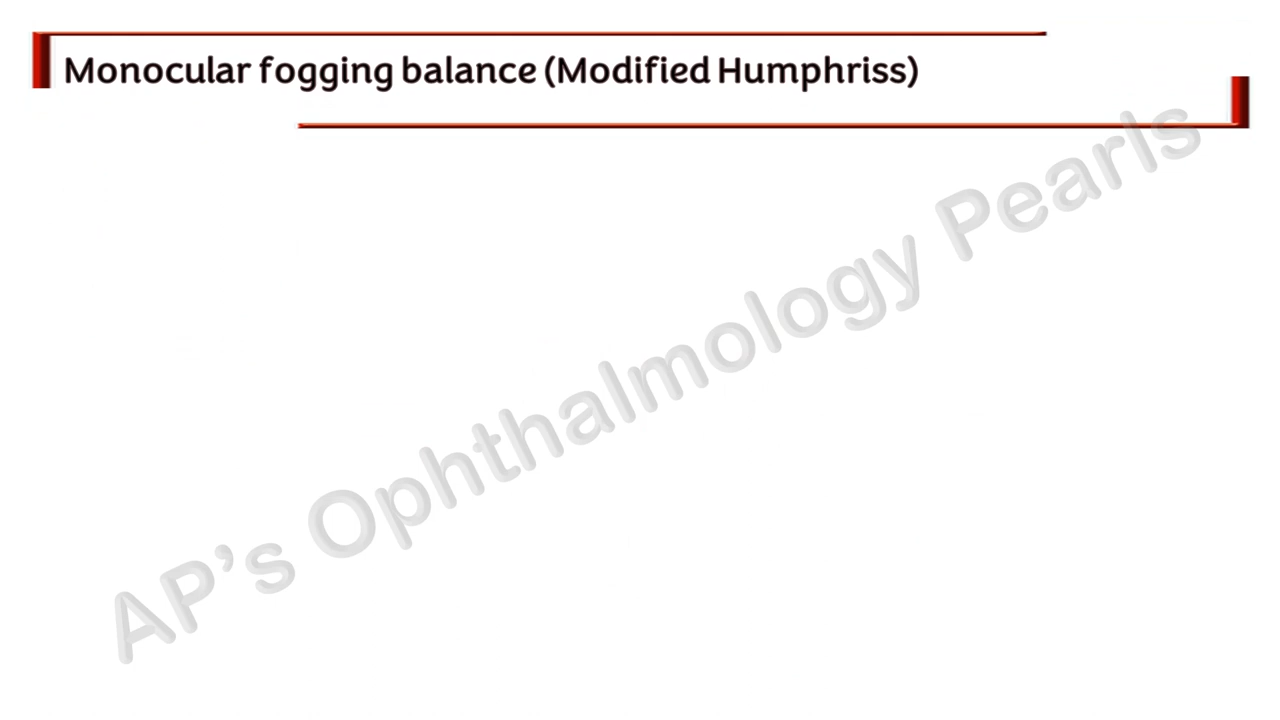 Monocular fogging balance (Modified Humphriss)
AP’s Ophthalmology Pearls